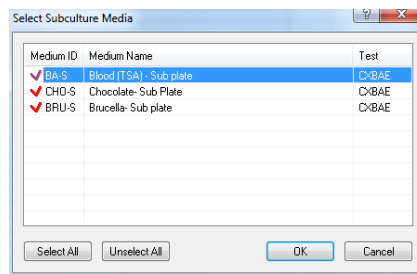 Select Subculture Media
Medium ID Medium Name Test
BA-S Blood (TSA) - Sub plate CXBAE
CHO-S Chocolate- Sub Plate CXBAE
BRU-S Brucella- Sub plate CXBAE
Select All Unselect All OK Cancel